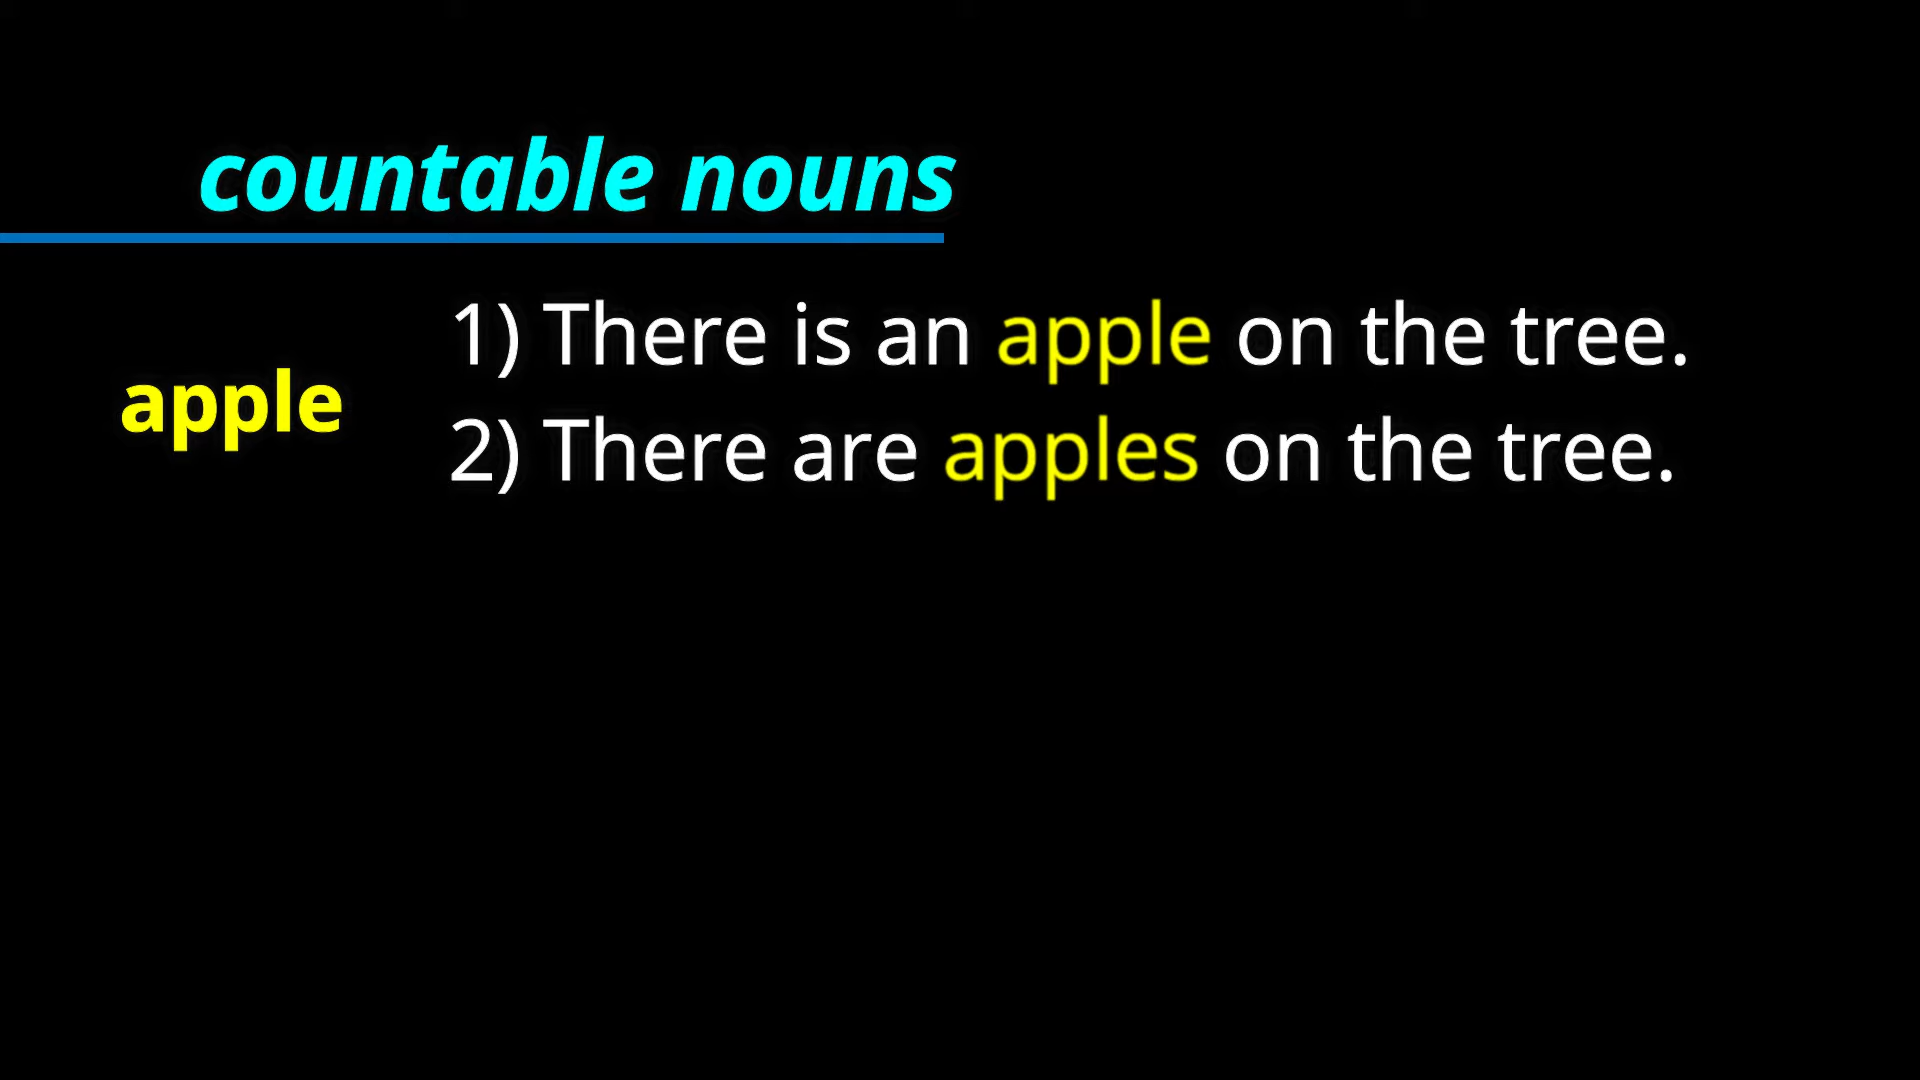 countable nouns
apple
1) There is an apple on the tree.
2) There are apples on the tree.